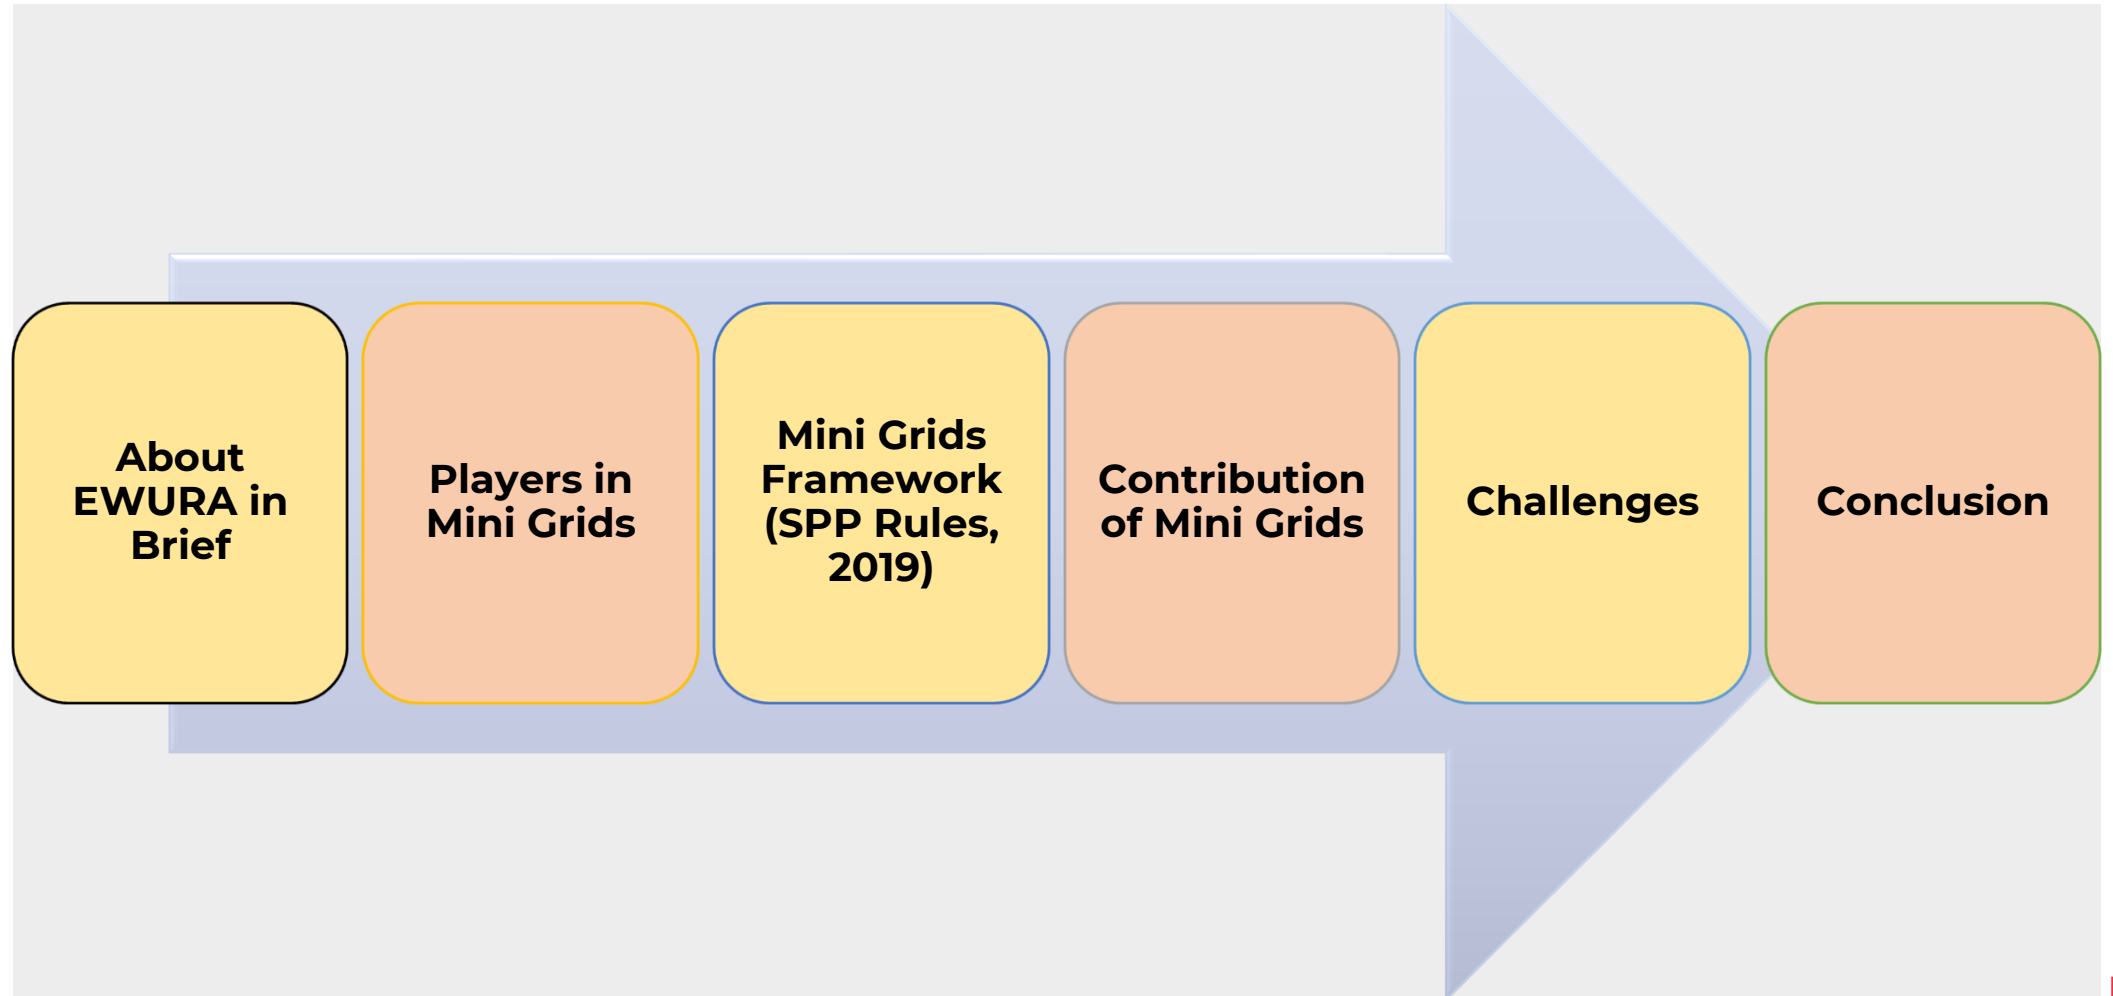 About
EWURA in
Brief
Players in
Mini Grids
Mini Grids
Framework
(SPP Rules,
2019)
Contribution
of Mini Grids
Challenges
Conclusion